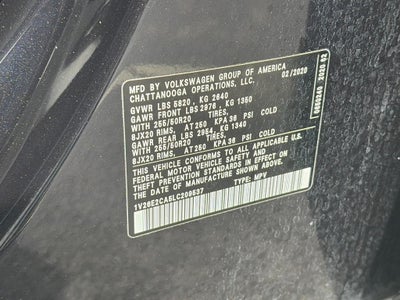 MFD BY VOLKSWAGEN GROUP OF AMERICA
CHATTANOOGA OPERATIONS, LLC. 02/2020
GVWR LBS 5820, KG 2640
GAWR FRONT LBS 2976, KG 1350
WITH 255/50R20 TIRES,
8JX20 RIMS, AT 250 KPA 36 PSI COLD
GAWR REAR LBS 2954, KG 1340
WITH 255/50R20 TIRES,
8JX20 RIMS, AT 250 KPA 36 PSI COLD
THIS VEHICLE CONFORMS TO ALL APPLICABLE
FEDERAL MOTOR VEHICLE SAFETY AND
THEFT PREVENTION STANDARDS IN EFFECT ON
THE DATE OF MANUFACTURE SHOWN ABOVE.
TYPE: MPV
2020 02